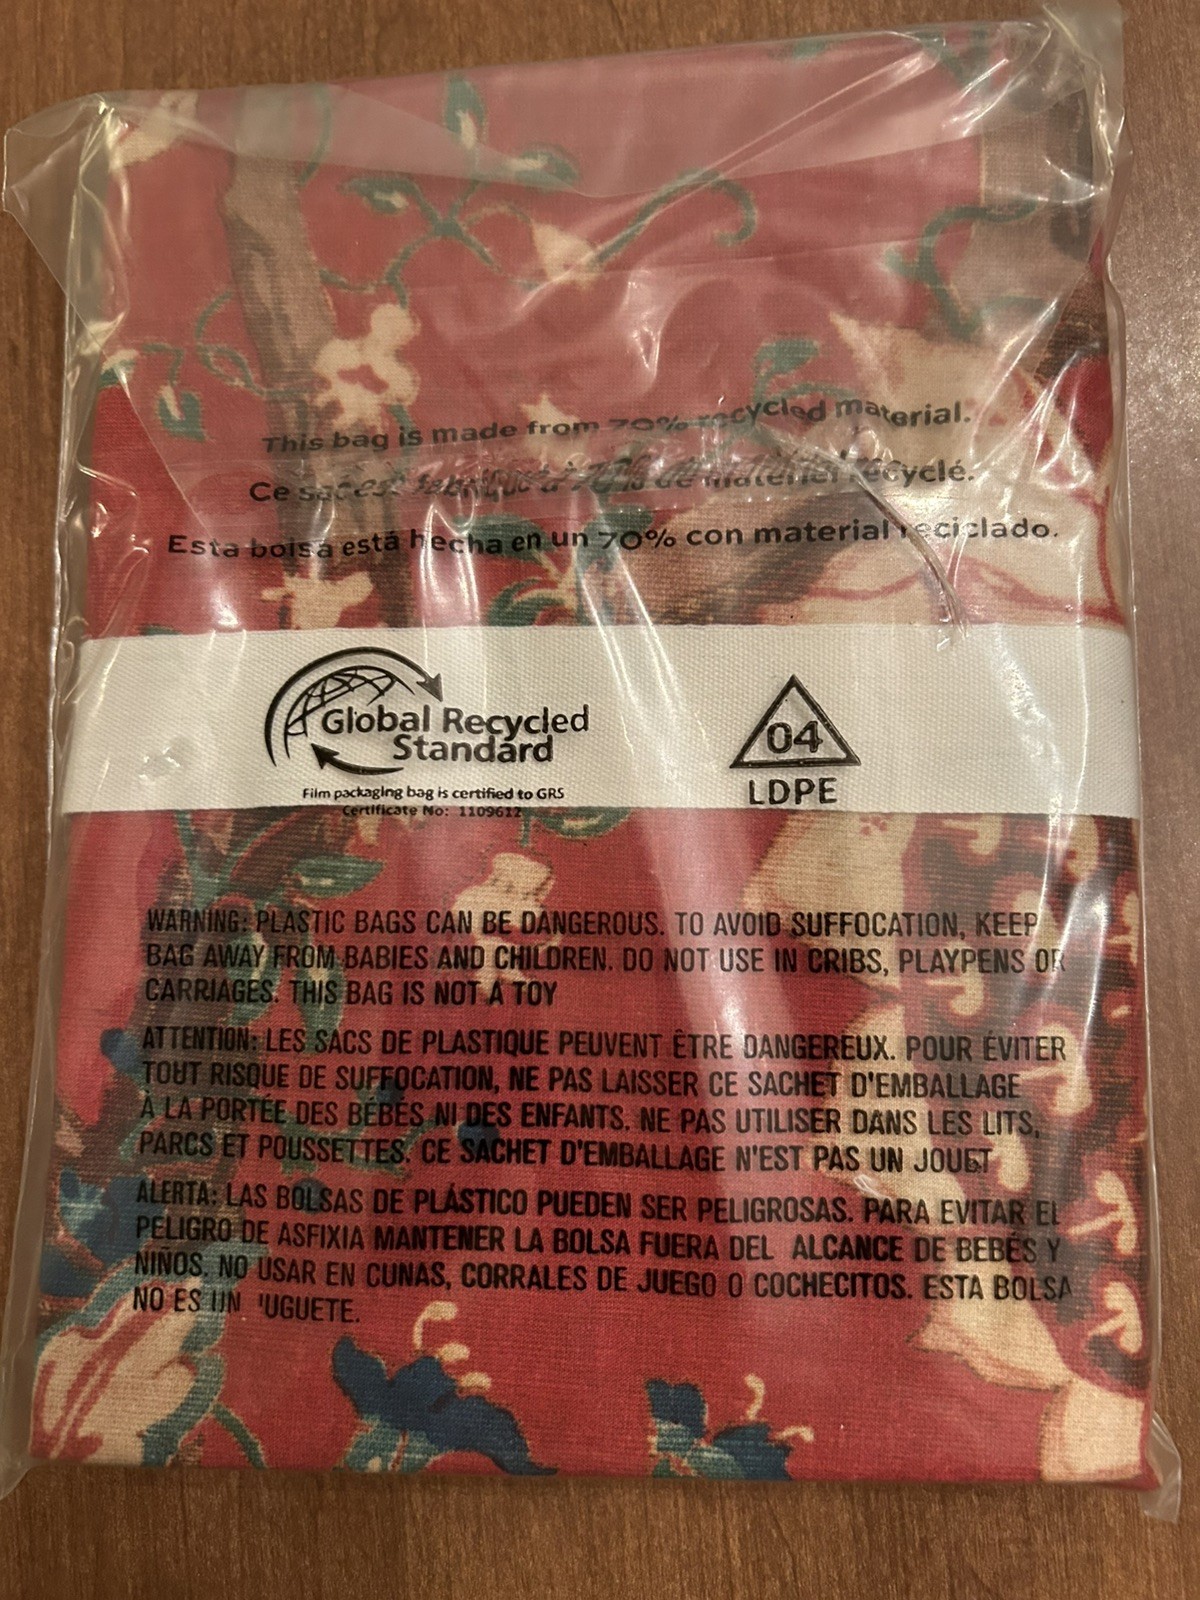 This bag is made from 70% recycled material.
Ce sac est fabriqué à 70% de matériel recyclé.
Esta bolsa está hecha en un 70% con material reciclado.
Global Recycled
Standard
Film packaging bag is certified to GRS
Certificate No: 1109612
04
LDPE
WARNING: PLASTIC BAGS CAN BE DANGEROUS. TO AVOID SUFFOCATION, KEEP
BAG AWAY FROM BABIES AND CHILDREN. DO NOT USE IN CRIBS, PLAYPENS OR
CARRIAGES. THIS BAG IS NOT A TOY
ATTENTION: LES SACS DE PLASTIQUE PEUVENT ÊTRE DANGEREUX. POUR ÉVITER
TOUT RISQUE DE SUFFOCATION, NE PAS LAISSER CE SACHET D'EMBALLAGE
À LA PORTÉE DES BÉBÉS NI DES ENFANTS. NE PAS UTILISER DANS LES LITS,
PARCS ET POUSSETTES. CE SACHET D'EMBALLAGE N'EST PAS UN JOUET
ALERTA: LAS BOLSAS DE PLÁSTICO PUEDEN SER PELIGROSAS. PARA EVITAR EL
PELIGRO DE ASFIXIA MANTENER LA BOLSA FUERA DEL ALCANCE DE BEBÉS Y
NIÑOS. NO USAR EN CUNAS, CORRALES DE JUEGO O COCHECITOS. ESTA BOLSA
NO ES UN JUGUETE.